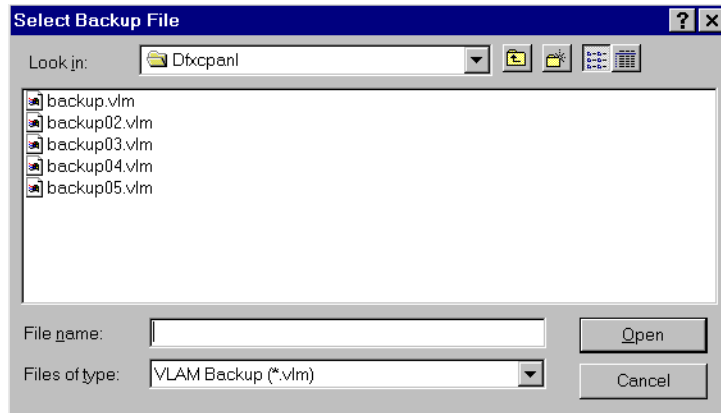 Select Backup File
Look in: Dfxcpanl
backup.vlm
backup02.vlm
backup03.vlm
backup04.vlm
backup05.vlm
File name: Open
Files of type: VLAM Backup (*.vlm) Cancel